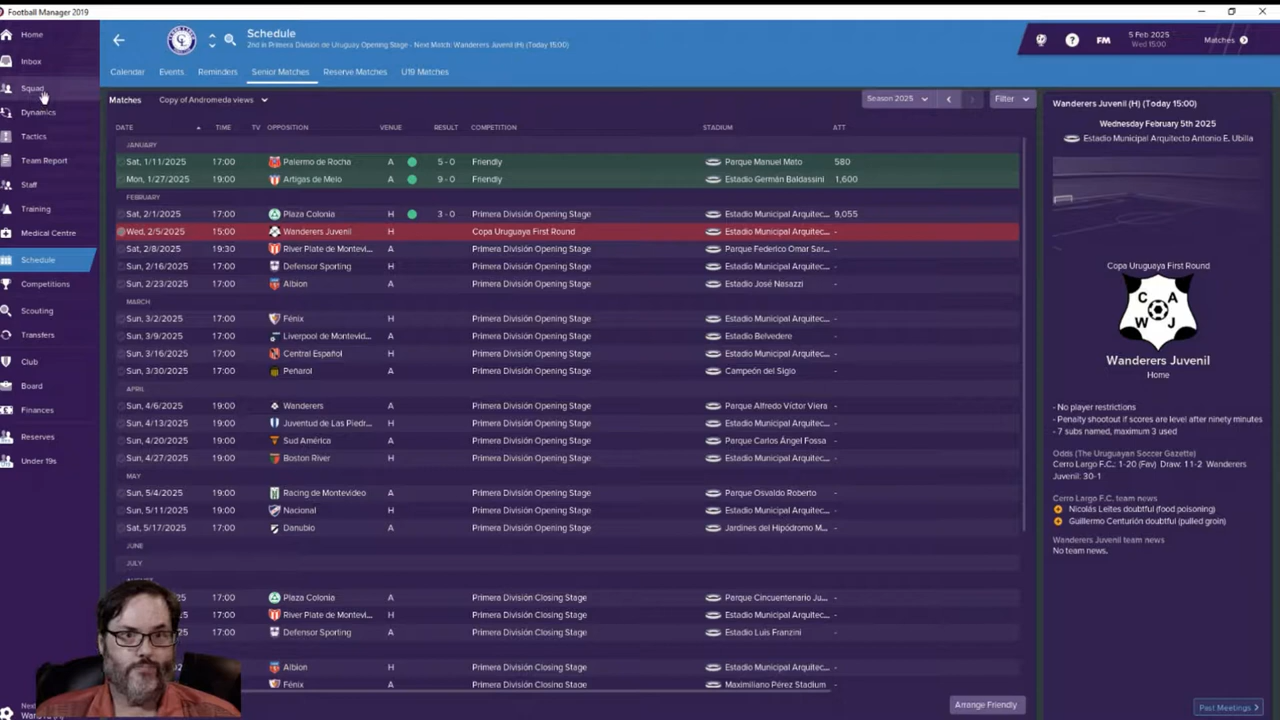 Football Manager 2019
Home
Inbox
Squad
Dynamics
Tactics
Team Report
Staff
Training
Medical Centre
Schedule
Competitions
Scouting
Transfers
Club
Board
Finances
Reserves
Under 19s
Schedule
2nd in Primera División de Uruguay Opening Stage - Next Match: Wanderers Juvenil (H) (Today 15:00)
FM
5 Feb 2025
Wed 15:00
Matches
Calendar Events Reminders Senior Matches Reserve Matches U19 Matches
Matches Copy of Andromeda views Season 2025 Filter
DATE TIME TV OPPOSITION VENUE RESULT COMPETITION STADIUM ATT
JANUARY
Sat, 1/11/2025 17:00 Palermo de Rocha A 5 - 0 Friendly Parque Manuel Mato 580
Mon, 1/27/2025 19:00 Artigas de Melo A 9 - 0 Friendly Estadio Germán Baldassini 1,600
FEBRUARY
Sat, 2/1/2025 17:00 Plaza Colonia H 3 - 0 Primera División Opening Stage Estadio Municipal Arquitec... 9,055
Wed, 2/5/2025 15:00 Wanderers Juvenil H Copa Uruguaya First Round Estadio Municipal Arquitec... -
Sat, 2/8/2025 19:30 River Plate de Montevi... A Primera División Opening Stage Parque Federico Omar Sar... -
Sun, 2/16/2025 17:00 Defensor Sporting H Primera División Opening Stage Estadio Municipal Arquitec... -
Sun, 2/23/2025 17:00 Albion A Primera División Opening Stage Estadio José Nasazzi -
MARCH
Sun, 3/2/2025 17:00 Fénix H Primera División Opening Stage Estadio Municipal Arquitec... -
Sun, 3/9/2025 17:00 Liverpool de Montevid... A Primera División Opening Stage Estadio Belvedere -
Sun, 3/16/2025 17:00 Central Español H Primera División Opening Stage Estadio Municipal Arquitec... -
Sun, 3/30/2025 17:00 Peñarol A Primera División Opening Stage Campeón del Siglo -
APRIL
Sun, 4/6/2025 19:00 Wanderers A Primera División Opening Stage Parque Alfredo Víctor Viera -
Sun, 4/13/2025 19:00 Juventud de Las Piedr... H Primera División Opening Stage Estadio Municipal Arquitec... -
Sun, 4/20/2025 19:00 Sud América A Primera División Opening Stage Parque Carlos Ángel Fossa -
Sun, 4/27/2025 19:00 Boston River H Primera División Opening Stage Estadio Municipal Arquitec... -
MAY
Sun, 5/4/2025 19:00 Racing de Montevideo A Primera División Opening Stage Parque Osvaldo Roberto -
Sun, 5/11/2025 19:00 Nacional H Primera División Opening Stage Estadio Municipal Arquitec... -
Sat, 5/17/2025 17:00 Danubio A Primera División Opening Stage Jardines del Hipódromo M... -
JUNE
JULY
17:00 Plaza Colonia A Primera División Closing Stage Parque Cincuentenario Ju... -
17:00 River Plate de Montevi... H Primera División Closing Stage Estadio Municipal Arquitec... -
17:00 Defensor Sporting A Primera División Closing Stage Estadio Luis Franzini -
17:00 Albion H Primera División Closing Stage Estadio Municipal Arquitec... -
17:00 Fénix A Primera División Closing Stage Maximiliano Pérez Stadium -
Arrange Friendly
Wanderers Juvenil (H) (Today 15:00)
Wednesday February 5th 2025
Estadio Municipal Arquitecto Antonio E. Ubilla
Copa Uruguaya First Round
C A
W J
Wanderers Juvenil
Home
- No player restrictions
- Penalty shootout if scores are level after ninety minutes
- 7 subs named, maximum 3 used
Odds (The Uruguayan Soccer Gazette)
Cerro Largo F.C.: 1-20 (Fav) Draw: 11-2 Wanderers
Juvenil: 30-1
Cerro Largo F.C. team news
Nicolás Leites doubtful (food poisoning)
Guillermo Centurión doubtful (pulled groin)
Wanderers Juvenil team news
No team news.
Past Meetings